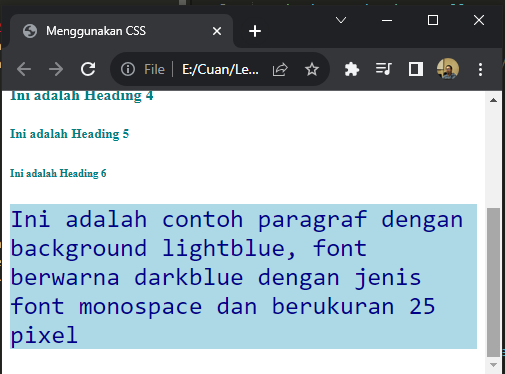 Menggunakan CSS
File
E:/Cuan/Le...
Ini adalah Heading 4
Ini adalah Heading 5
Ini adalah Heading 6
Ini adalah contoh paragraf dengan
background lightblue, font
berwarna darkblue dengan jenis
font monospace dan berukuran 25
pixel